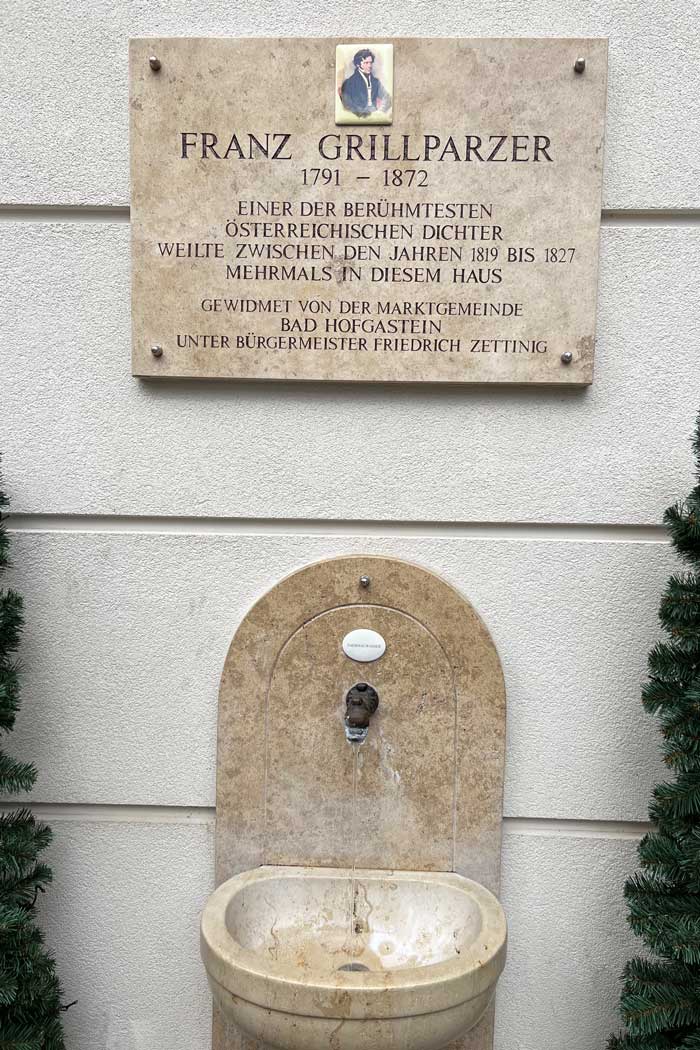 FRANZ GRILLPARZER
1791 – 1872
EINER DER BERÜHMTESTEN
ÖSTERREICHISCHEN DICHTER
WEILTE ZWISCHEN DEN JAHREN 1819 BIS 1827
MEHRMALS IN DIESEM HAUS
GEWIDMET VON DER MARKTGEMEINDE
BAD HOFGASTEIN
UNTER BÜRGERMEISTER FRIEDRICH ZETTINIG